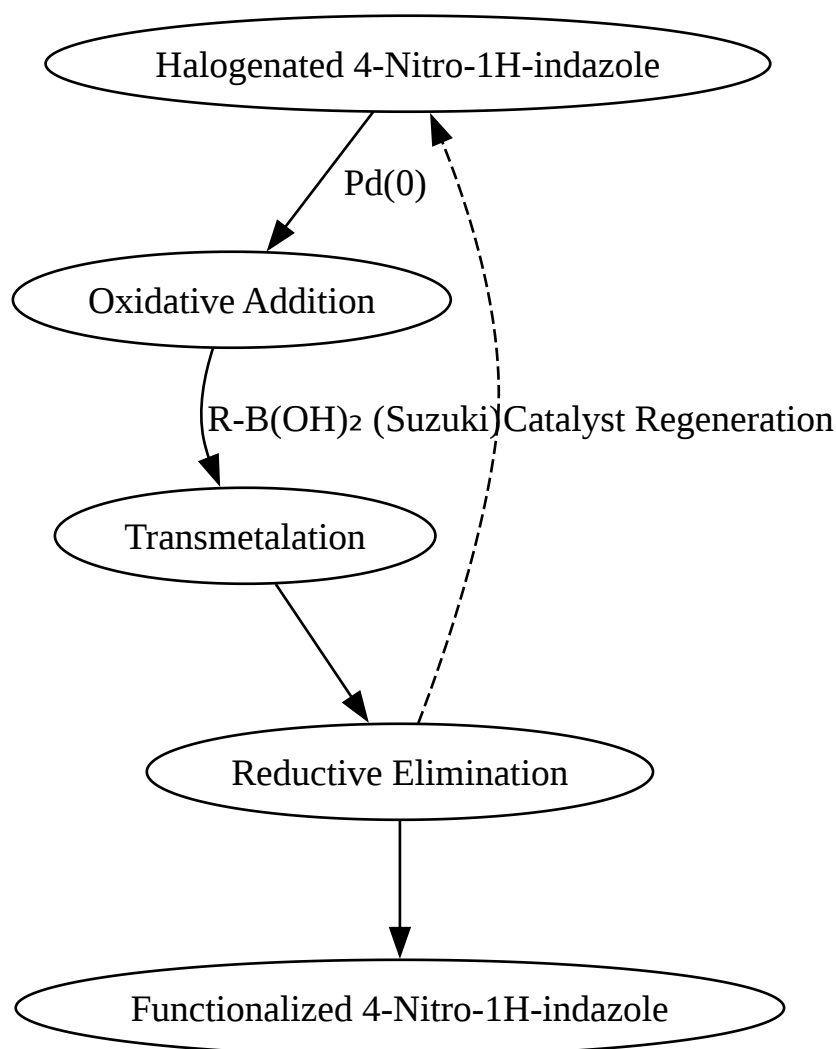 Halogenated 4-Nitro-1H-indazole
Pd(0)
Oxidative Addition
R-B(OH)₂ (Suzuki)
Catalyst Regeneration
Transmetalation
Reductive Elimination
Functionalized 4-Nitro-1H-indazole